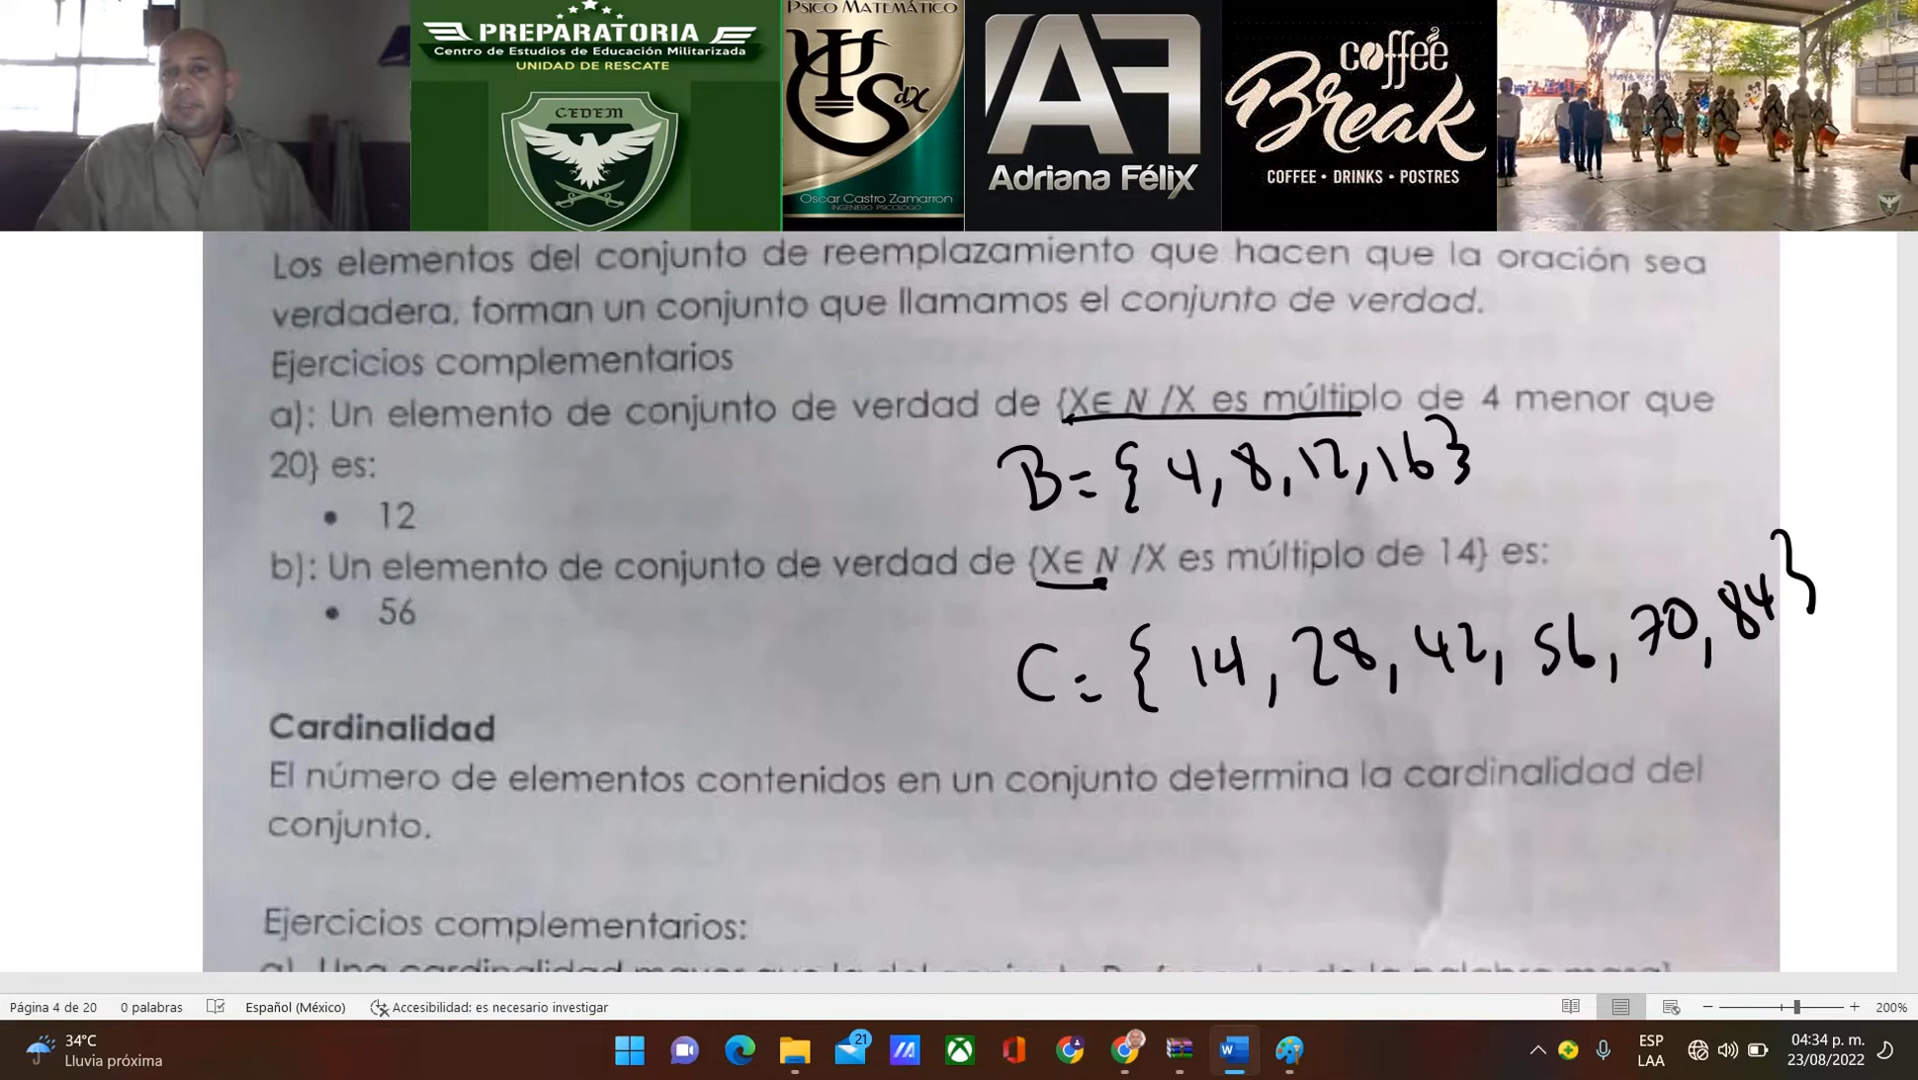 PREPARATORIA
Centro de Estudios de Educación Militarizada
UNIDAD DE RESCATE
CEDEM
PSICO MATEMÁTICO
Oscar Castro Zamarron
INGENIERO PSICOLOGO
AF
Adriana Félix
coffee
Break
COFFEE • DRINKS • POSTRES
Los elementos del conjunto de reemplazamiento que hacen que la oración sea
verdadera, forman un conjunto que llamamos el conjunto de verdad.
Ejercicios complementarios
a): Un elemento de conjunto de verdad de {X∈ N /X es múltiplo de 4 menor que
20} es:
B = { 4, 8, 12, 16}
• 12
b): Un elemento de conjunto de verdad de {X∈ N /X es múltiplo de 14} es:
• 56
C = { 14, 28, 42, 56, 70, 84}
Cardinalidad
El número de elementos contenidos en un conjunto determina la cardinalidad del
conjunto.
Ejercicios complementarios:
Página 4 de 20 0 palabras Español (México) Accesibilidad: es necesario investigar 200%
34°C
Lluvia próxima
21
ESP
LAA
04:34 p. m.
23/08/2022